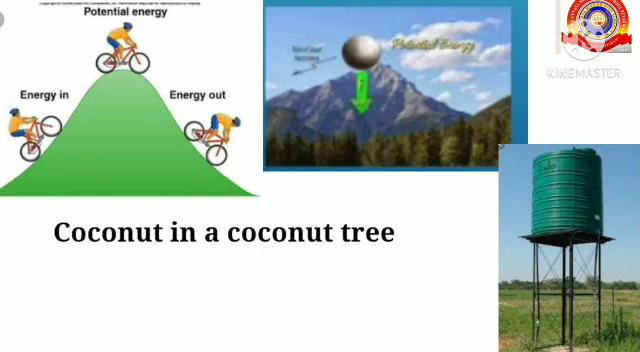 Potential energy
Energy in
Energy out
Potential Energy
KINEMASTER
Coconut in a coconut tree